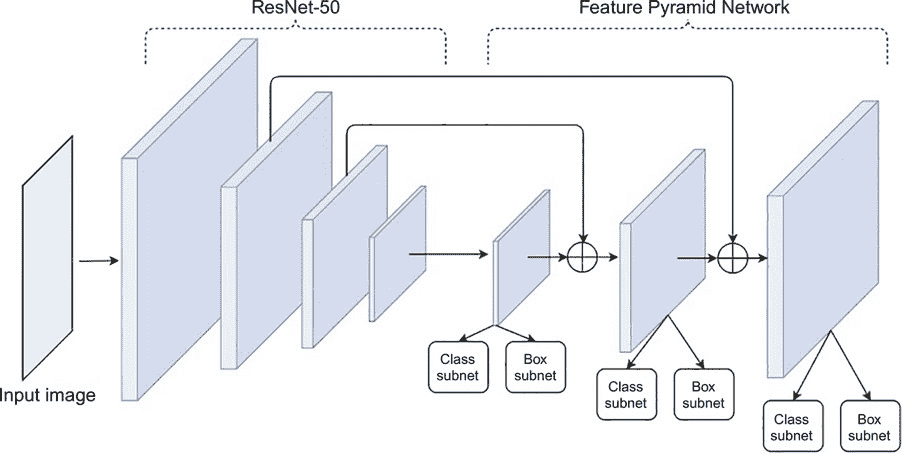 ResNet-50
Feature Pyramid Network
Input image
Class
subnet
Box
subnet
Class
subnet
Box
subnet
Class
subnet
Box
subnet